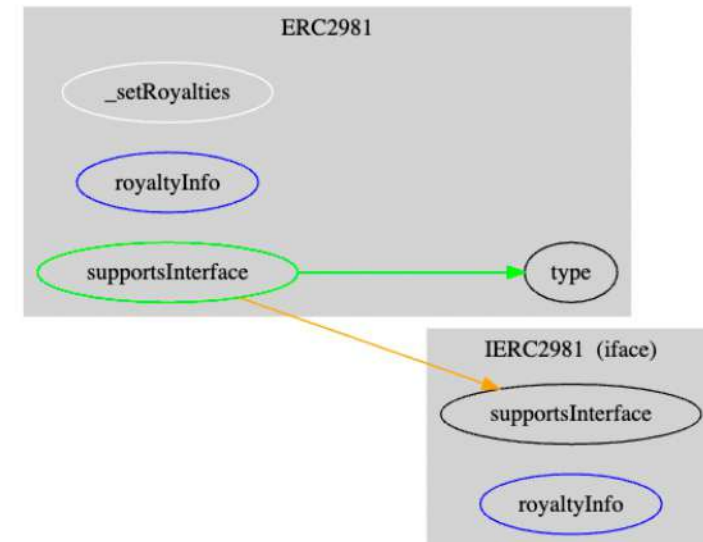 ERC2981
_setRoyalties
royaltyInfo
supportsInterface
type
IERC2981 (iface)
supportsInterface
royaltyInfo